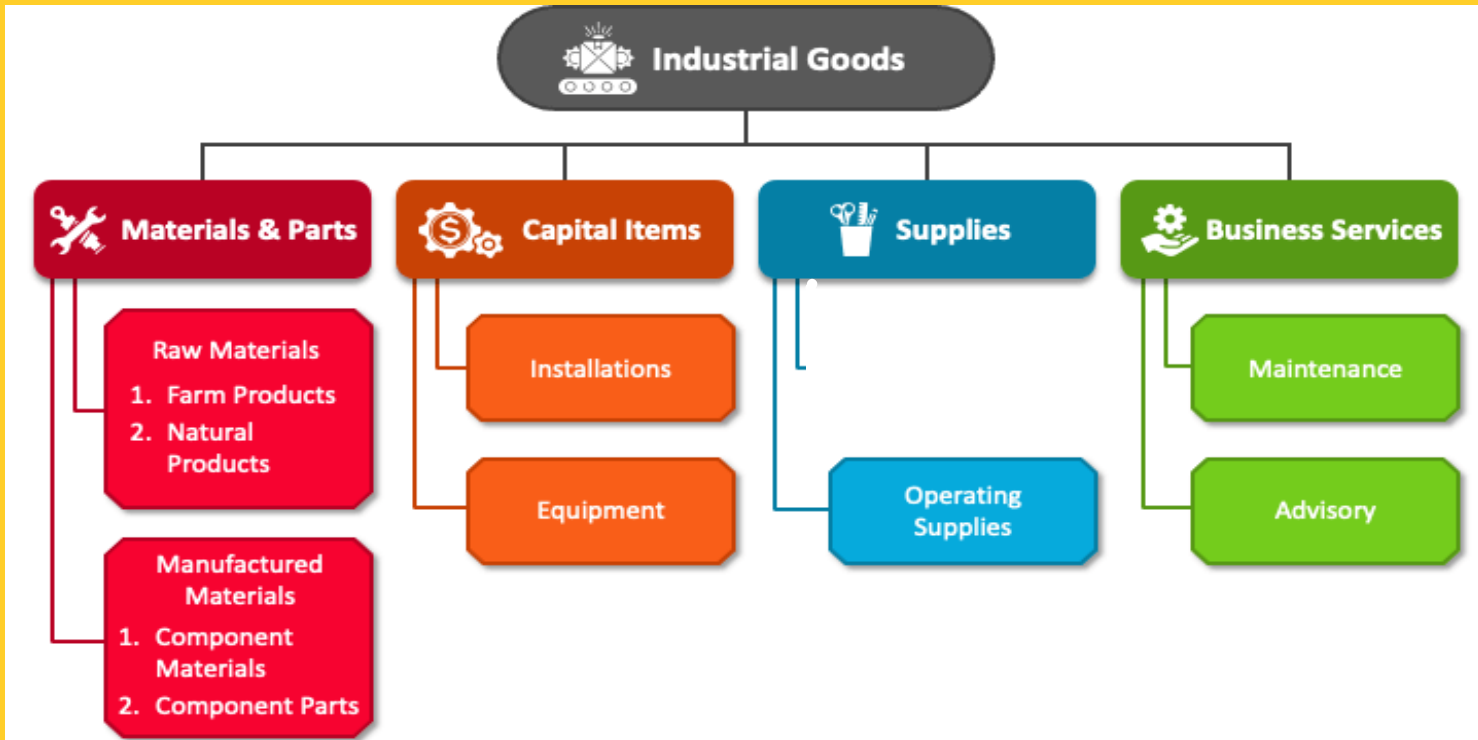 Industrial Goods
Materials & Parts
Raw Materials
1. Farm Products
2. Natural
Products
Manufactured
Materials
1. Component
Materials
2. Component Parts
Capital Items
Installations
Equipment
Supplies
Operating
Supplies
Business Services
Maintenance
Advisory